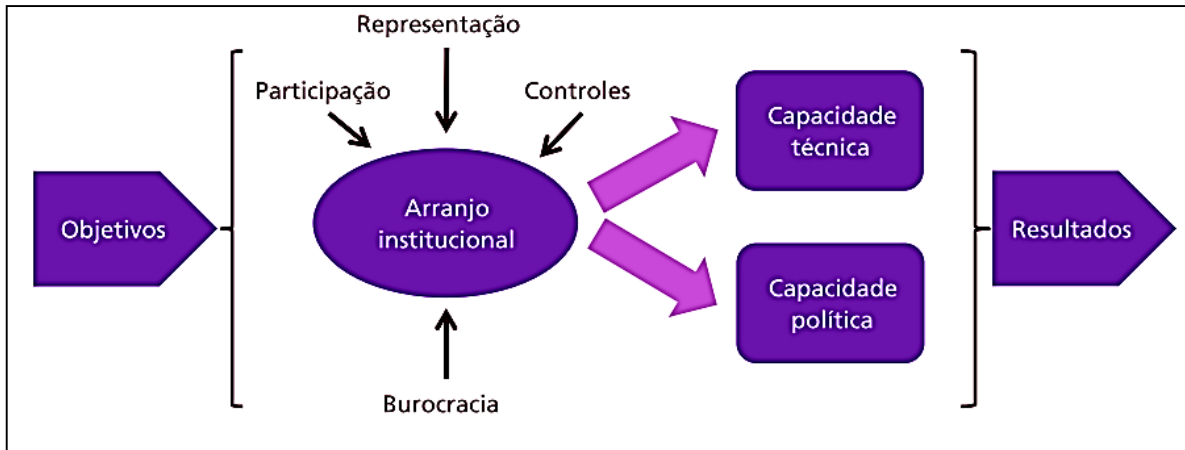 Representação
Participação
Controles
Capacidade
técnica
Objetivos
Arranjo
institucional
Resultados
Capacidade
política
Burocracia